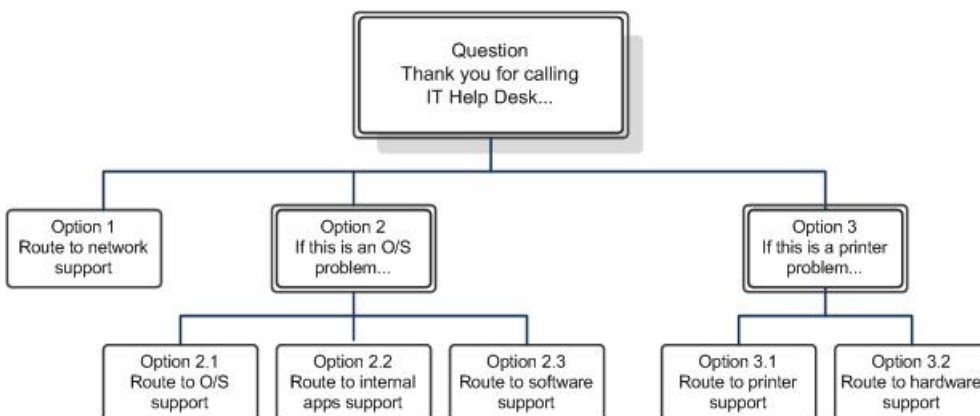 Question
Thank you for calling
IT Help Desk...
Option 1
Route to network
support
Option 2
If this is an O/S
problem...
Option 3
If this is a printer
problem...
Option 2.1
Route to O/S
support
Option 2.2
Route to internal
apps support
Option 2.3
Route to software
support
Option 3.1
Route to printer
support
Option 3.2
Route to hardware
support